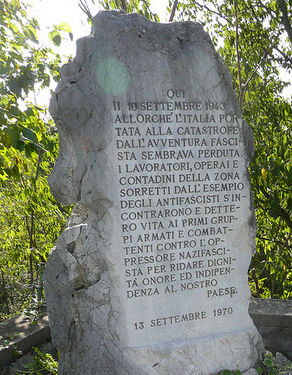 QUI
IL 10 SETTEMBRE 1943
ALLORCHÈ L'ITALIA POR
TATA ALLA CATASTROFE
DALL'AVVENTURA FASCI
STA SEMBRAVA PERDUTA.
I LAVORATORI, OPERAI E
CONTADINI DELLA ZONA
SORRETTI DALL'ESEMPIO
DEGLI ANTIFASCISTI S'IN
CONTRARONO E DETTE
RO VITA AI PRIMI GRUP
PI ARMATI E COMBAT
TENTI CONTRO L'OP
PRESSORE NAZIFASCI
STA PER RIDARE DIGNI
TÀ ONORE ED INDIPEN
DENZA AL NOSTRO
PAESE.
13 SETTEMBRE 1970